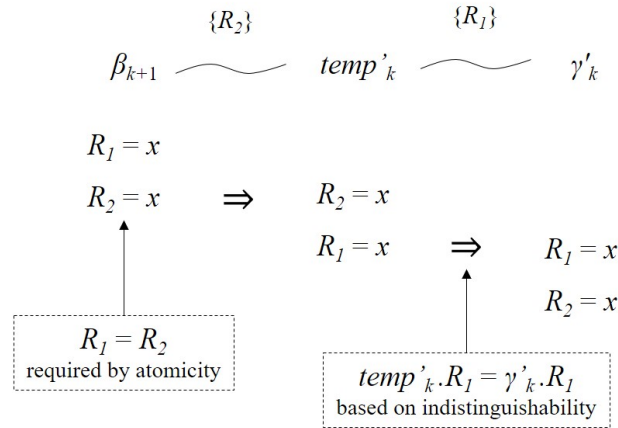 {R₂} {R₁}
βₖ₊₁ temp'ₖ γ'ₖ
R₁ = x
R₂ = x ⇒ R₂ = x
R₁ = x ⇒ R₁ = x
R₂ = x
R₁ = R₂
required by atomicity
temp'ₖ.R₁ = γ'ₖ.R₁
based on indistinguishability